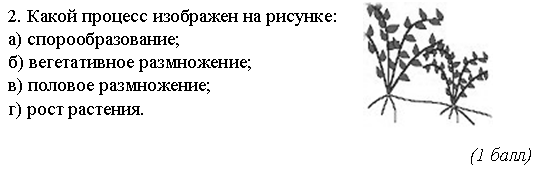 2. Какой процесс изображен на рисунке:
а) спорообразование;
б) вегетативное размножение;
в) половое размножение;
г) рост растения.
(1 балл)